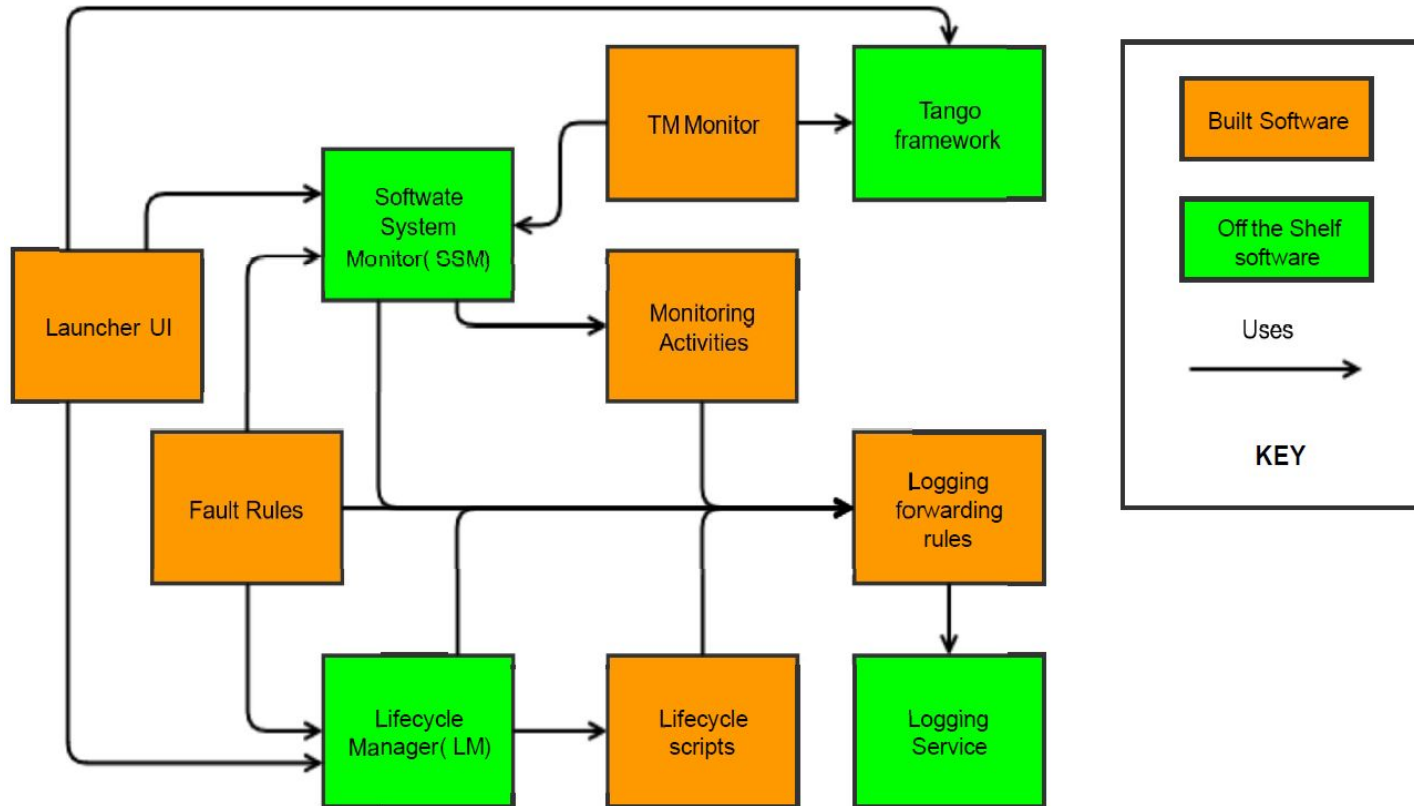 TM Monitor
Tango
framework
Built Software
Softwate
System
Monitor( SSM)
Off the Shelf
software
Launcher UI
Monitoring
Activities
Uses
KEY
Fault Rules
Logging
forwarding
rules
Lifecycle
Manager( LM)
Lifecycle
scripts
Logging
Service